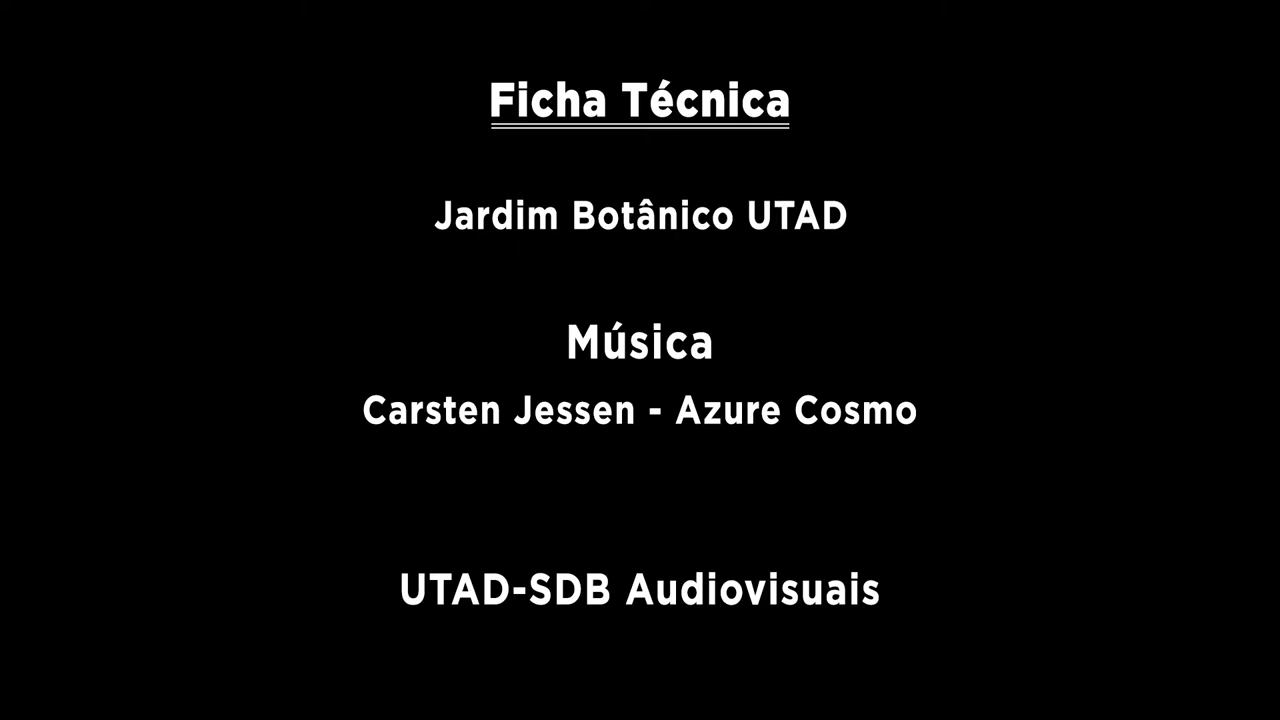 Ficha Técnica
Jardim Botânico UTAD
Música
Carsten Jessen - Azure Cosmo
UTAD-SDB Audiovisuais